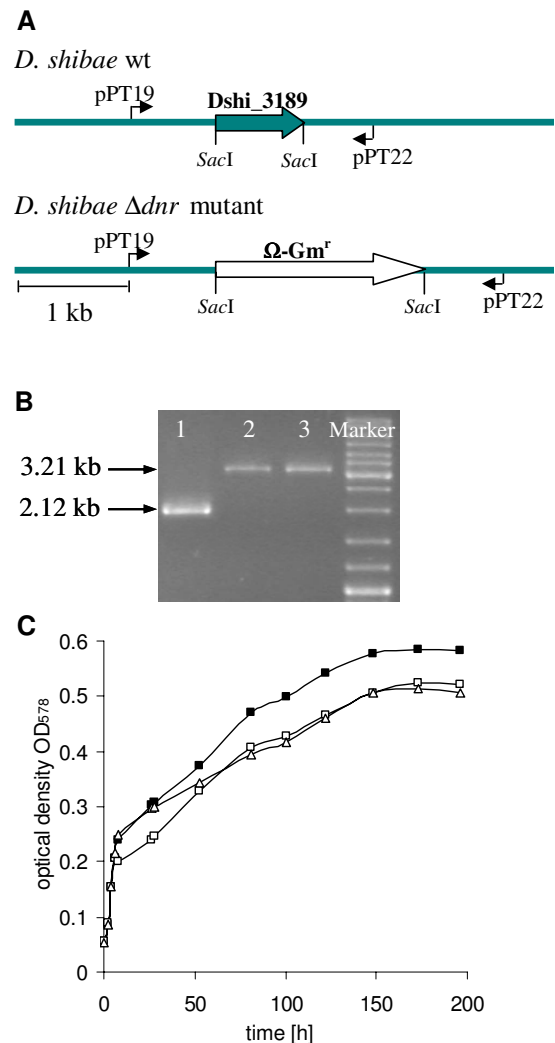 A
D. shibae wt
pPT19
Dshi_3189
SacI SacI
pPT22
D. shibae Δdnr mutant
pPT19
Ω-Gmʳ
SacI SacI
pPT22
1 kb
B
1 2 3 Marker
3.21 kb
2.12 kb
C
0.6
0.5
0.4
0.3
0.2
0.1
0
optical density OD578
0 50 100 150 200
time [h]